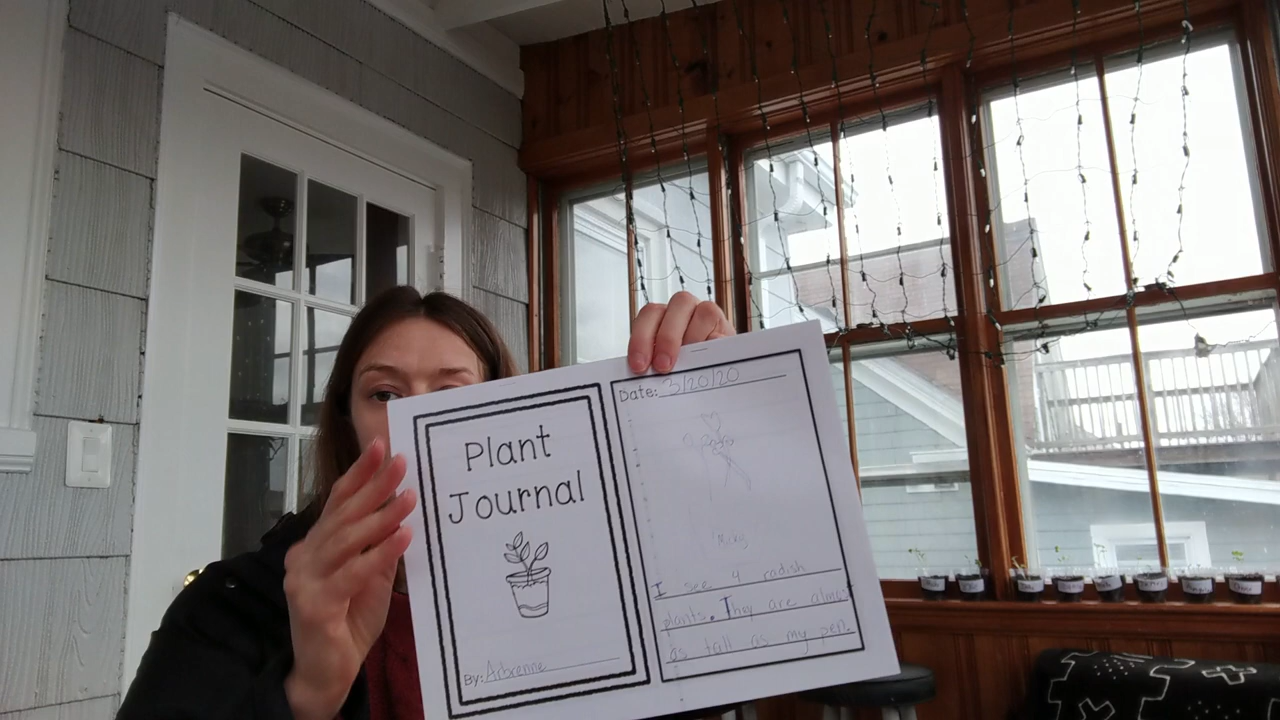 Plant
Journal
By: Arbrenne
Date: 3/20/20
I see 4 radish
plants. They are almost
as tall as my pen.